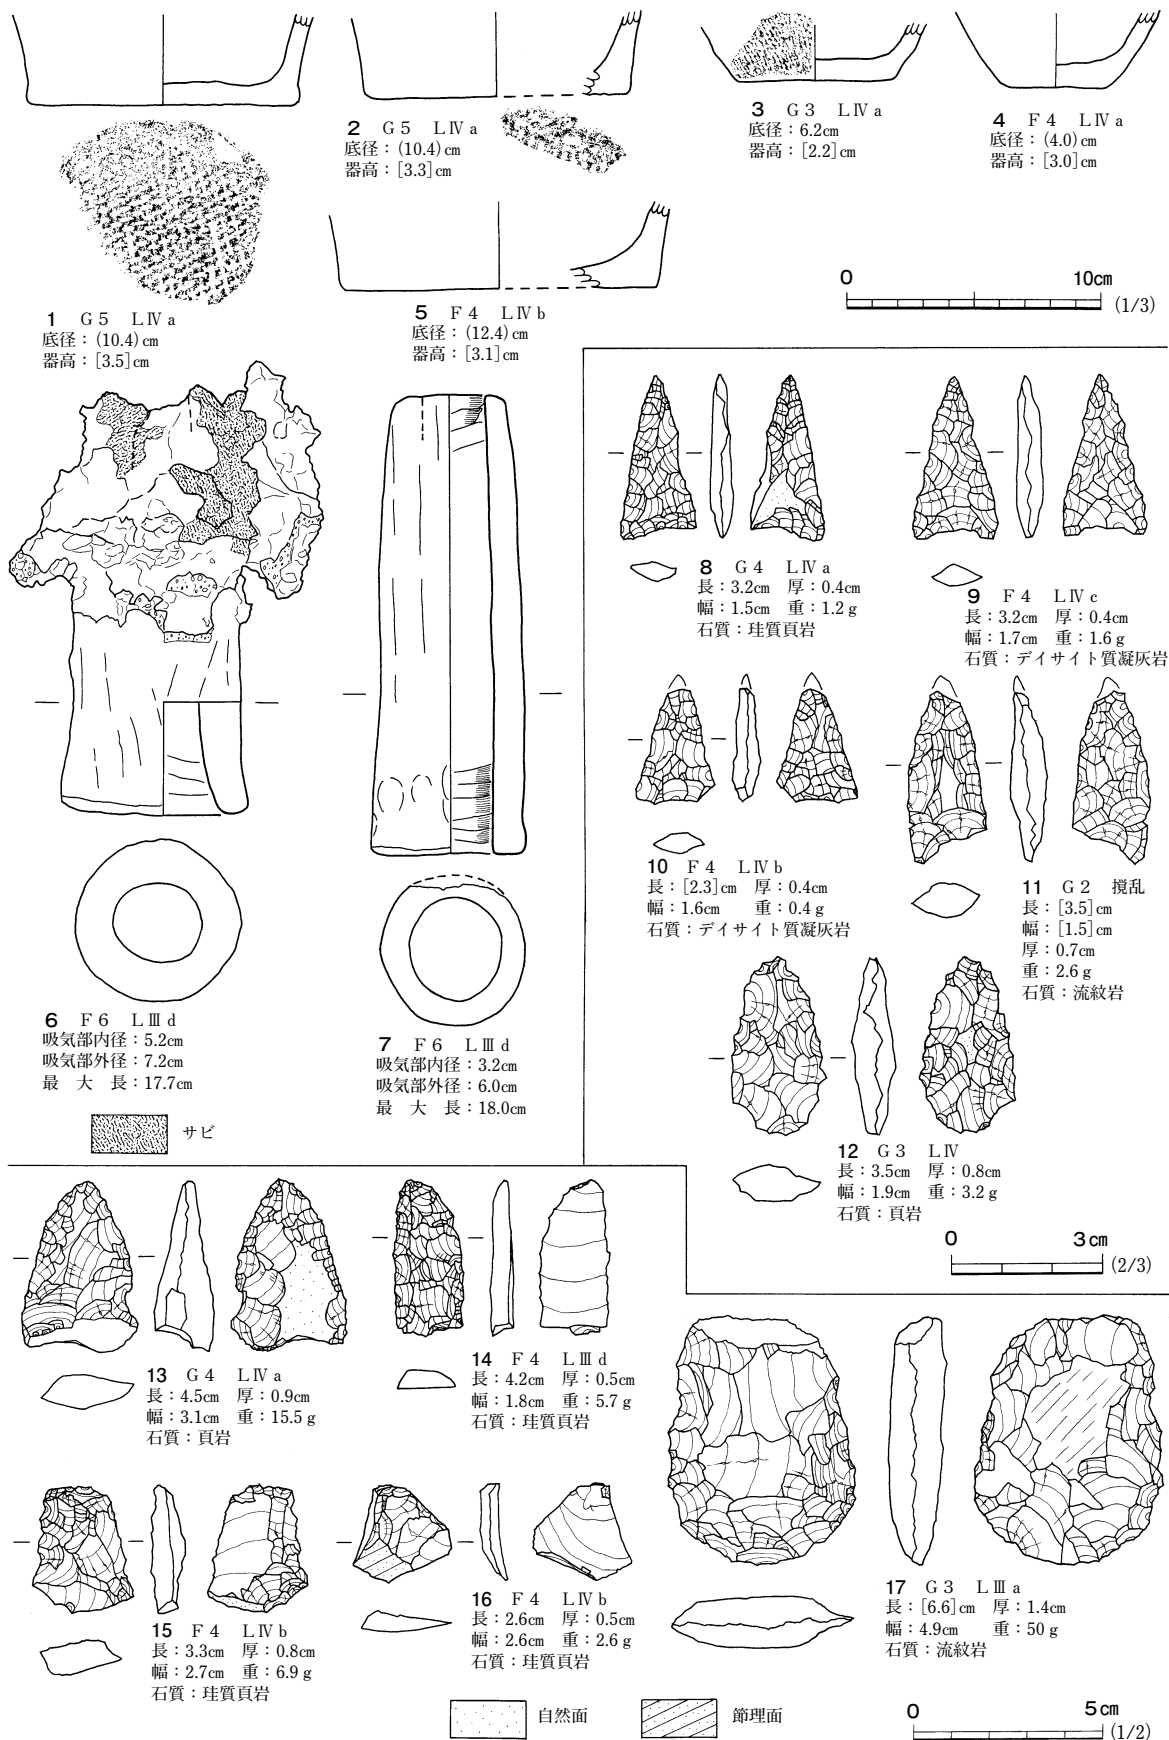 1 G5 LⅣa
底径：(10.4)㎝
器高：[3.5]㎝
2 G5 LⅣa
底径：(10.4)㎝
器高：[3.3]㎝
3 G3 LⅣa
底径：6.2㎝
器高：[2.2]㎝
4 F4 LⅣa
底径：(4.0)㎝
器高：[3.0]㎝
5 F4 LⅣb
底径：(12.4)㎝
器高：[3.1]㎝
0 10㎝
(1/3)
6 F6 LⅢd
吸気部内径：5.2㎝
吸気部外径：7.2㎝
最大長：17.7㎝
サビ
7 F6 LⅢd
吸気部内径：3.2㎝
吸気部外径：6.0㎝
最大長：18.0㎝
8 G4 LⅣa
長：3.2㎝ 厚：0.4㎝
幅：1.5㎝ 重：1.2g
石質：珪質頁岩
9 F4 LⅣc
長：3.2㎝ 厚：0.4㎝
幅：1.7㎝ 重：1.6g
石質：デイサイト質凝灰岩
10 F4 LⅣb
長：[2.3]㎝ 厚：0.4㎝
幅：1.6㎝ 重：0.4g
石質：デイサイト質凝灰岩
11 G2 撹乱
長：[3.5]㎝
幅：[1.5]㎝
厚：0.7㎝
重：2.6g
石質：流紋岩
12 G3 LⅣ
長：3.5㎝ 厚：0.8㎝
幅：1.9㎝ 重：3.2g
石質：頁岩
0 3㎝
(2/3)
13 G4 LⅣa
長：4.5㎝ 厚：0.9㎝
幅：3.1㎝ 重：15.5g
石質：頁岩
14 F4 LⅢd
長：4.2㎝ 厚：0.5㎝
幅：1.8㎝ 重：5.7g
石質：珪質頁岩
15 F4 LⅣb
長：3.3㎝ 厚：0.8㎝
幅：2.7㎝ 重：6.9g
石質：珪質頁岩
16 F4 LⅣb
長：2.6㎝ 厚：0.5㎝
幅：2.6㎝ 重：2.6g
石質：珪質頁岩
17 G3 LⅢa
長：[6.6]㎝ 厚：1.4㎝
幅：4.9㎝ 重：50g
石質：流紋岩
自然面
節理面
0 5㎝
(1/2)